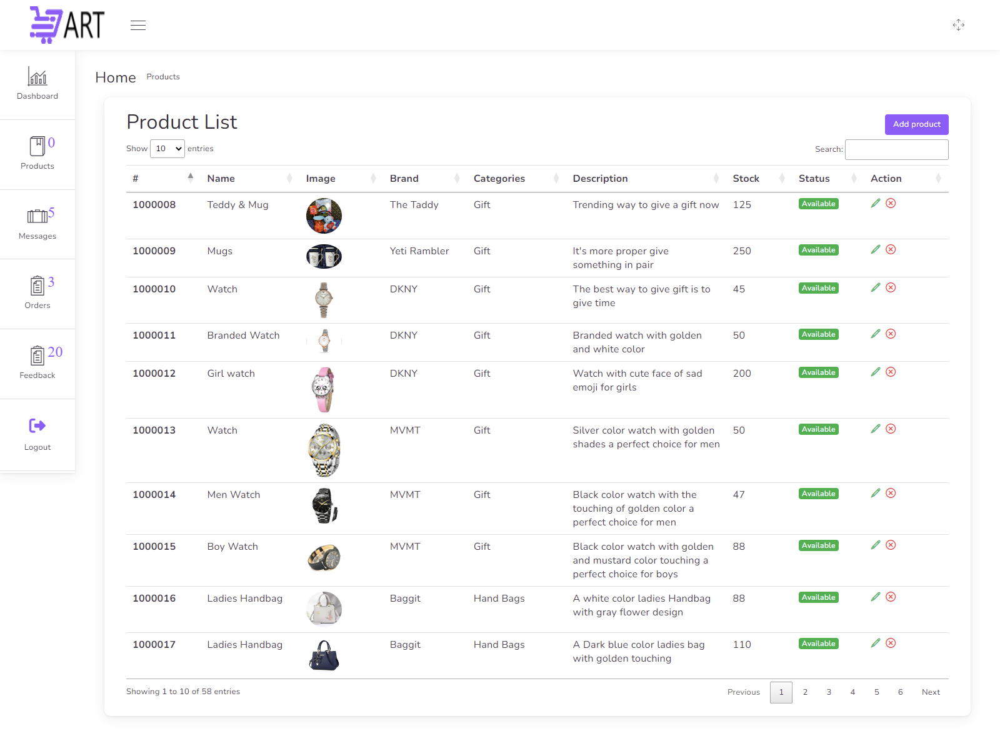 ART
Dashboard
0
Products
5
Messages
3
Orders
20
Feedback
Logout
Home Products
Product List
Add product
Show 10 entries
Search:
# Name Image Brand Categories Description Stock Status Action
1000008 Teddy & Mug The Taddy Gift Trending way to give a gift now 125 Available
1000009 Mugs Yeti Rambler Gift It's more proper give 250 Available
something in pair
1000010 Watch DKNY Gift The best way to give gift is to 45 Available
give time
1000011 Branded Watch DKNY Gift Branded watch with golden 50 Available
and white color
1000012 Girl watch DKNY Gift Watch with cute face of sad 200 Available
emoji for girls
1000013 Watch MVMT Gift Silver color watch with golden 50 Available
shades a perfect choice for men
1000014 Men Watch MVMT Gift Black color watch with the 47 Available
touching of golden color a
perfect choice for men
1000015 Boy Watch MVMT Gift Black color watch with golden 88 Available
and mustard color touching a
perfect choice for boys
1000016 Ladies Handbag Baggit Hand Bags A white color ladies Handbag 88 Available
with gray flower design
1000017 Ladies Handbag Baggit Hand Bags A Dark blue color ladies bag 110 Available
with golden touching
Showing 1 to 10 of 58 entries
Previous 1 2 3 4 5 6 Next